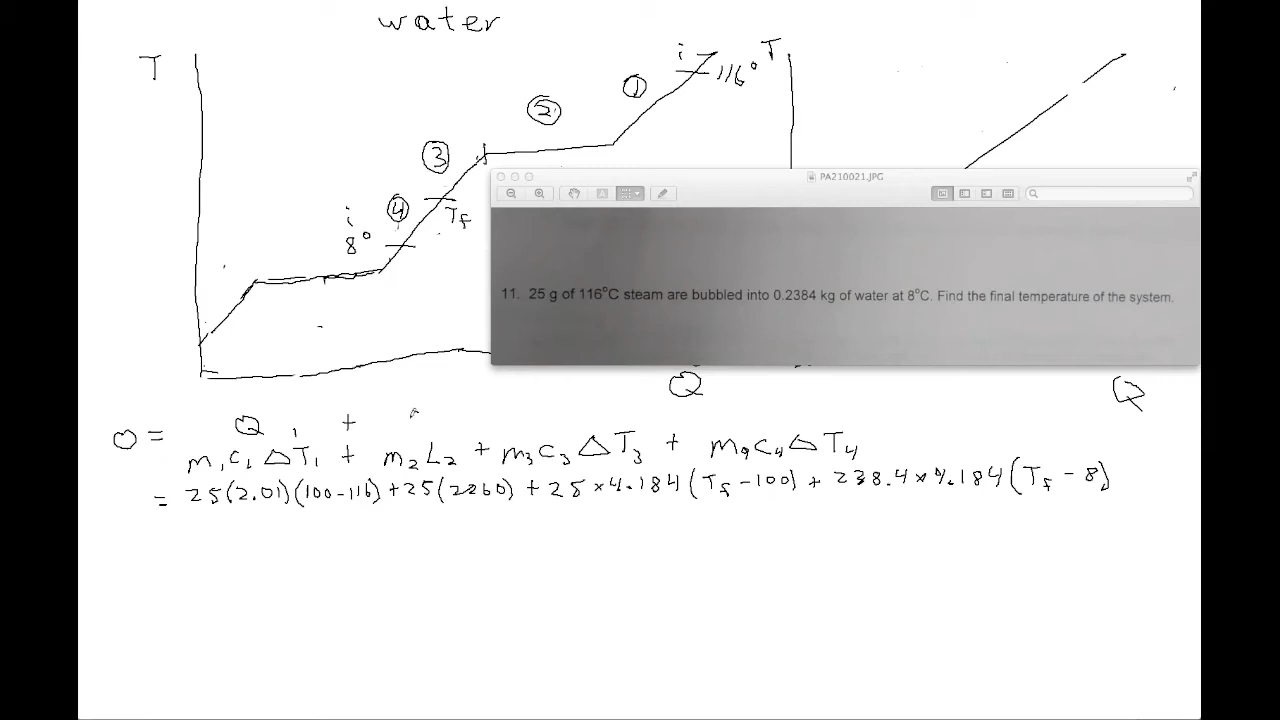 water
T
i
116° T
①
②
③
④
i
8°
Tf
PA210021.JPG
11. 25 g of 116°C steam are bubbled into 0.2384 kg of water at 8°C. Find the final temperature of the system.
Q
Q
0 = Q₁ +
m₁c₁ΔT₁ + m₂L₂ + m₃c₃ΔT₃ + m₄c₄ΔT₄
= 25(2.01)(100-116) + 25(2260) + 25×4.184(Tf-100) + 238.4×4.184(Tf-8)